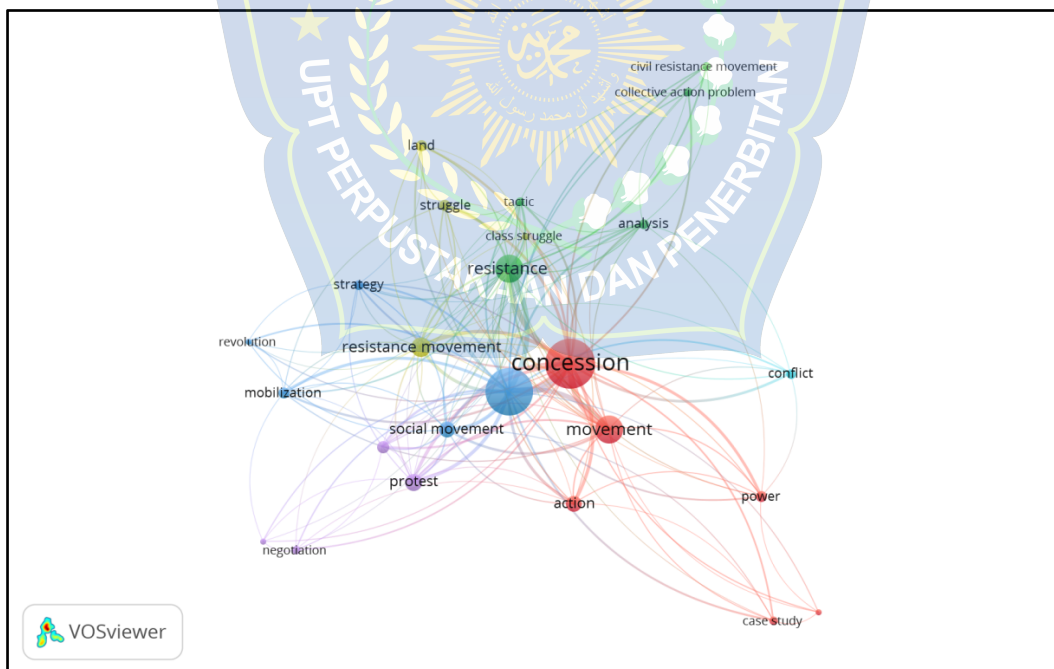 civil resistance movement
collective action problem
land
struggle
tactic
class struggle
analysis
resistance
strategy
revolution
resistance movement
concession
conflict
mobilization
social movement
movement
protest
action
power
negotiation
case study
VOSviewer
UPT PERPUSTAKAAN DAN PENERBITAN